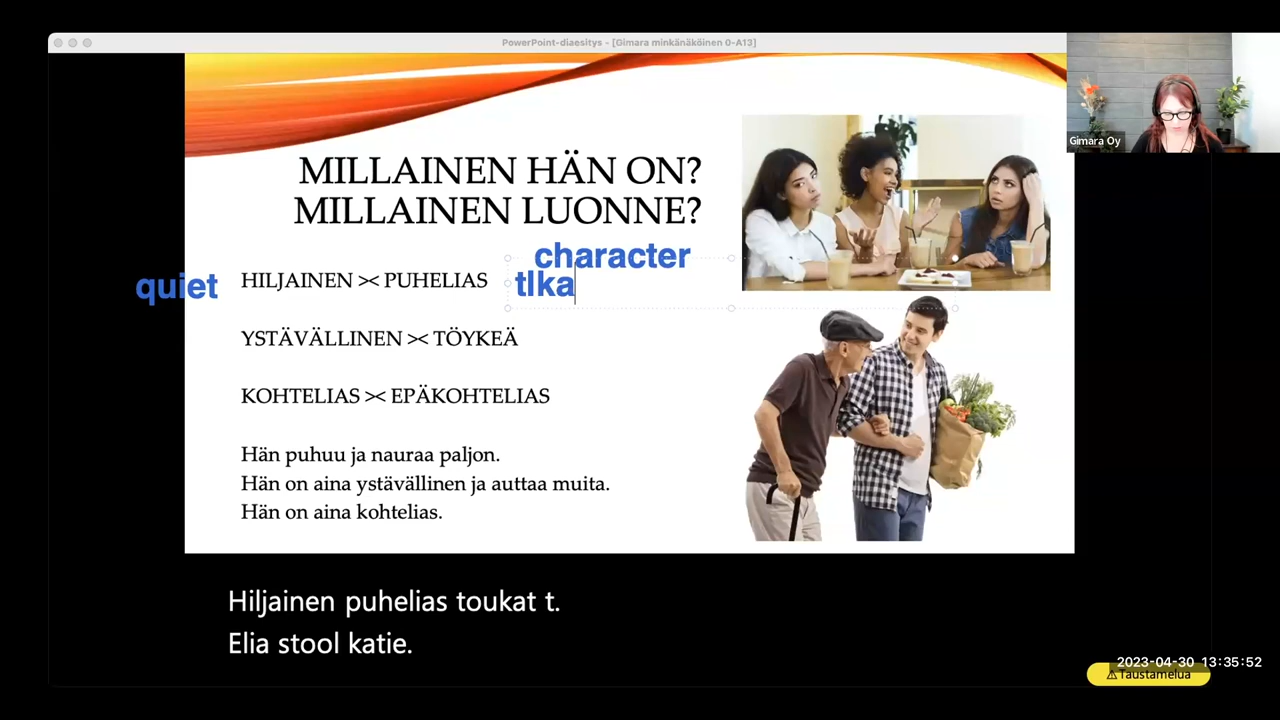 PowerPoint-diaesitys - [Gimara minkänäköinen 0-A13]
Gimara Oy
MILLAINEN HÄN ON?
MILLAINEN LUONNE?
character
quiet
HILJAINEN >< PUHELIAS
tlka
YSTÄVÄLLINEN >< TÖYKEÄ
KOHTELIAS >< EPÄKOHTELIAS
Hän puhuu ja nauraa paljon.
Hän on aina ystävällinen ja auttaa muita.
Hän on aina kohtelias.
Hiljainen puhelias toukat t.
Elia stool katie.
2023-04-30 13:35:52
⚠Taustamelua